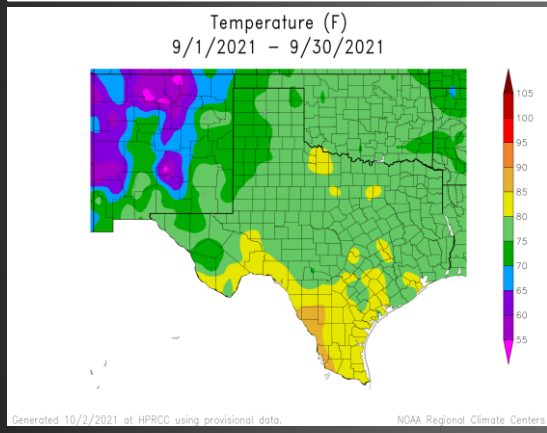 Temperature (F)
9/1/2021 – 9/30/2021
105
100
95
90
85
80
75
70
65
60
55
Generated 10/2/2021 at HPRCC using provisional data.
NOAA Regional Climate Centers